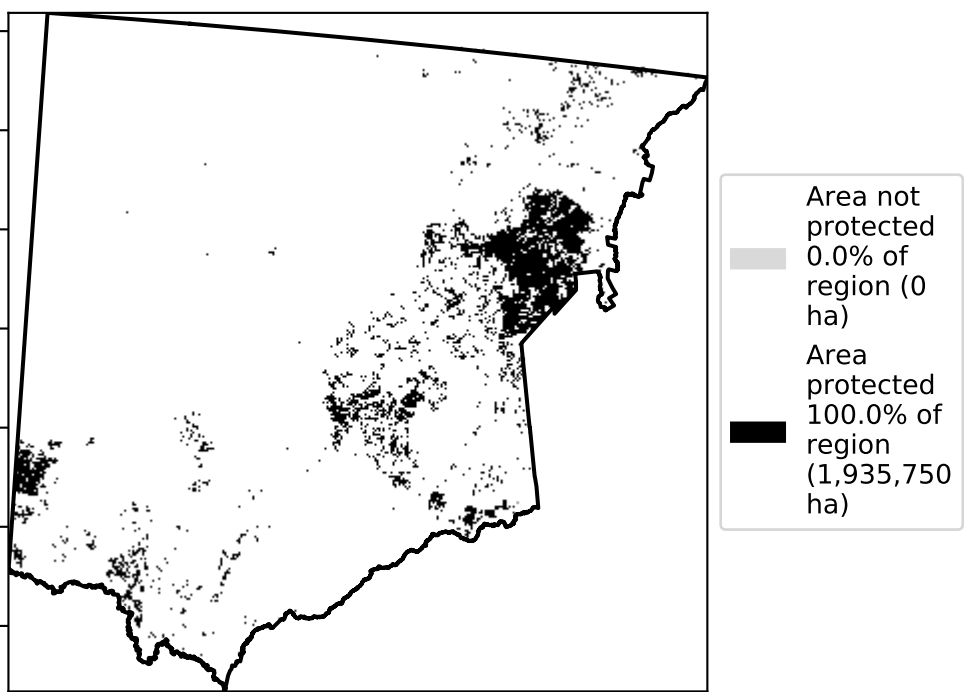 Area not
protected
0.0% of
region (0
ha)
Area
protected
100.0% of
region
(1,935,750
ha)